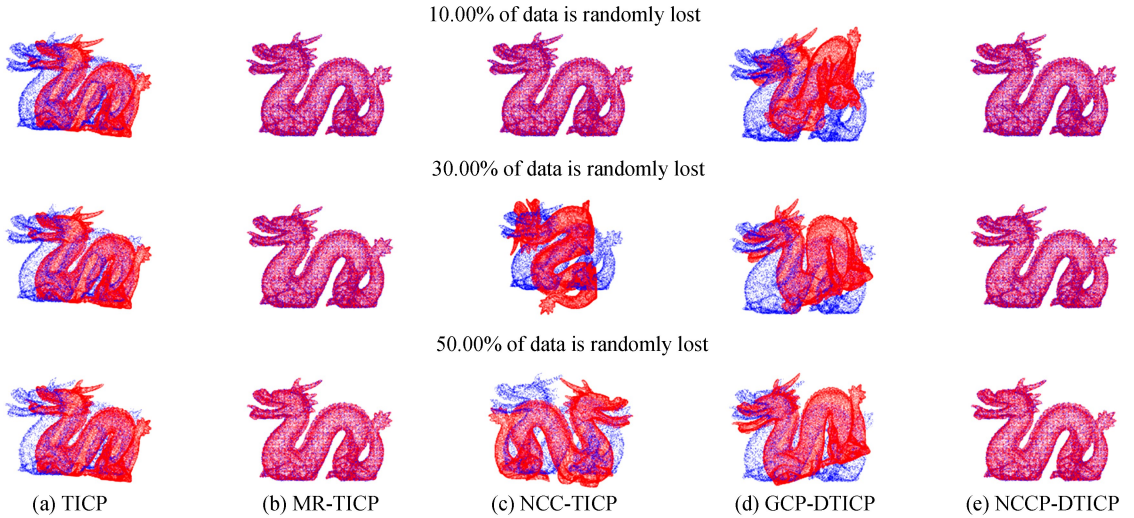 10.00% of data is randomly lost
30.00% of data is randomly lost
50.00% of data is randomly lost
(a) TICP (b) MR-TICP (c) NCC-TICP (d) GCP-DTICP (e) NCCP-DTICP